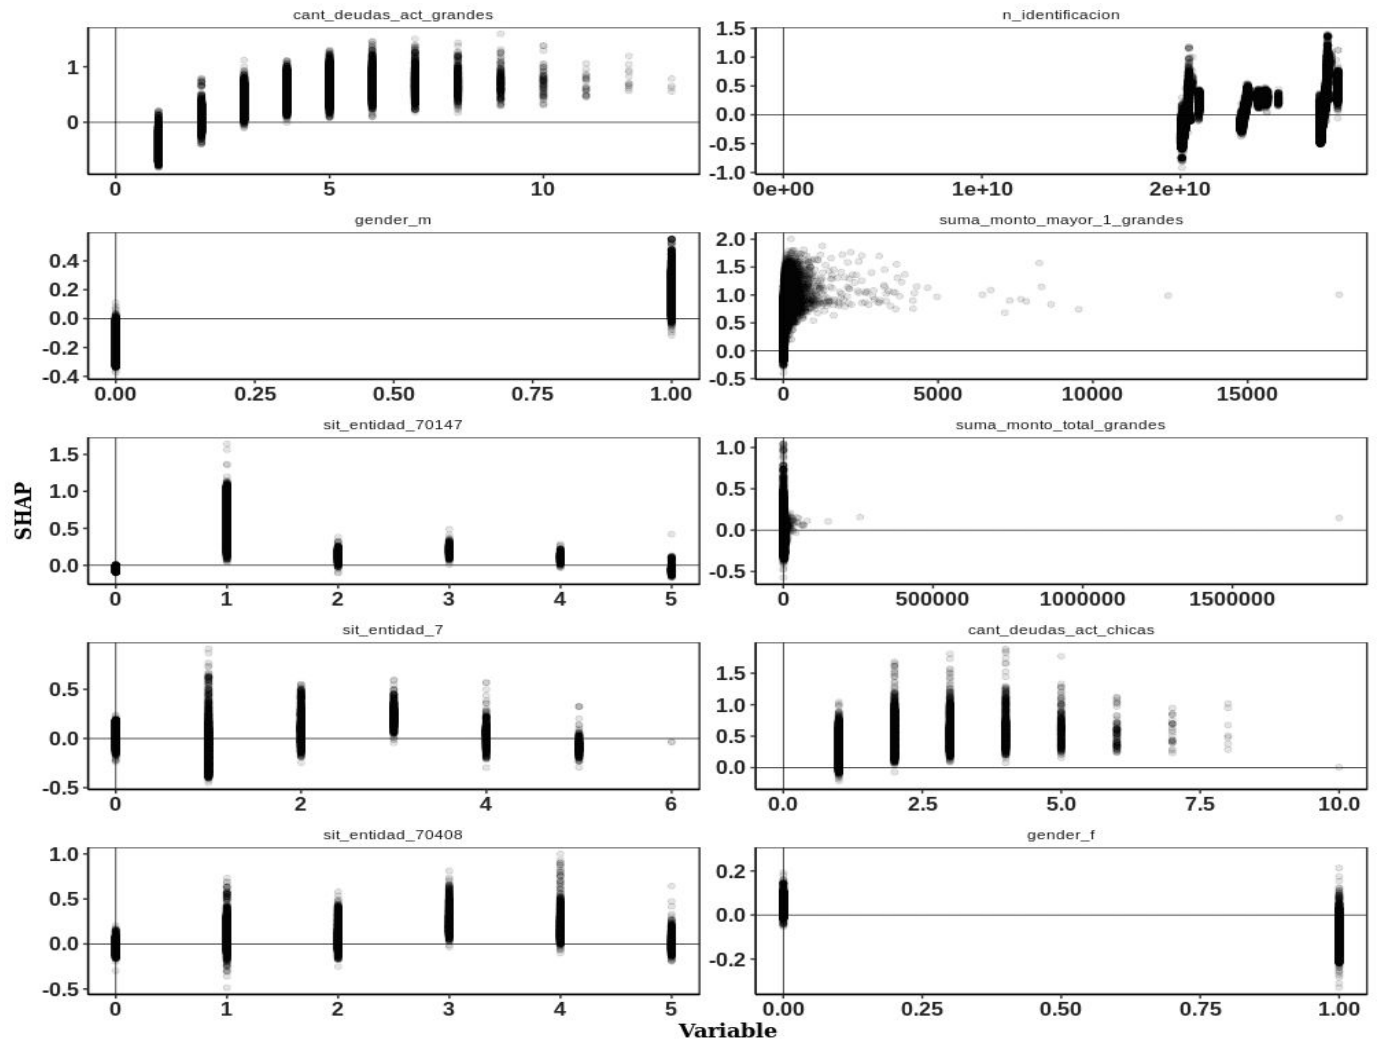 cant_deudas_act_grandes
1
0
0 5 10
n_identificacion
1.5
1.0
0.5
0.0
-0.5
-1.0
0e+00 1e+10 2e+10
gender_m
0.4
0.2
0.0
-0.2
-0.4
0.00 0.25 0.50 0.75 1.00
suma_monto_mayor_1_grandes
2.0
1.5
1.0
0.5
0.0
-0.5
0 5000 10000 15000
SHAP
sit_entidad_70147
1.5
1.0
0.5
0.0
0 1 2 3 4 5
suma_monto_total_grandes
1.0
0.5
0.0
-0.5
0 500000 1000000 1500000
sit_entidad_7
0.5
0.0
-0.5
0 2 4 6
cant_deudas_act_chicas
1.5
1.0
0.5
0.0
0.0 2.5 5.0 7.5 10.0
sit_entidad_70408
1.0
0.5
0.0
-0.5
0 1 2 3 4 5
gender_f
0.2
0.0
-0.2
0.00 0.25 0.50 0.75 1.00
Variable